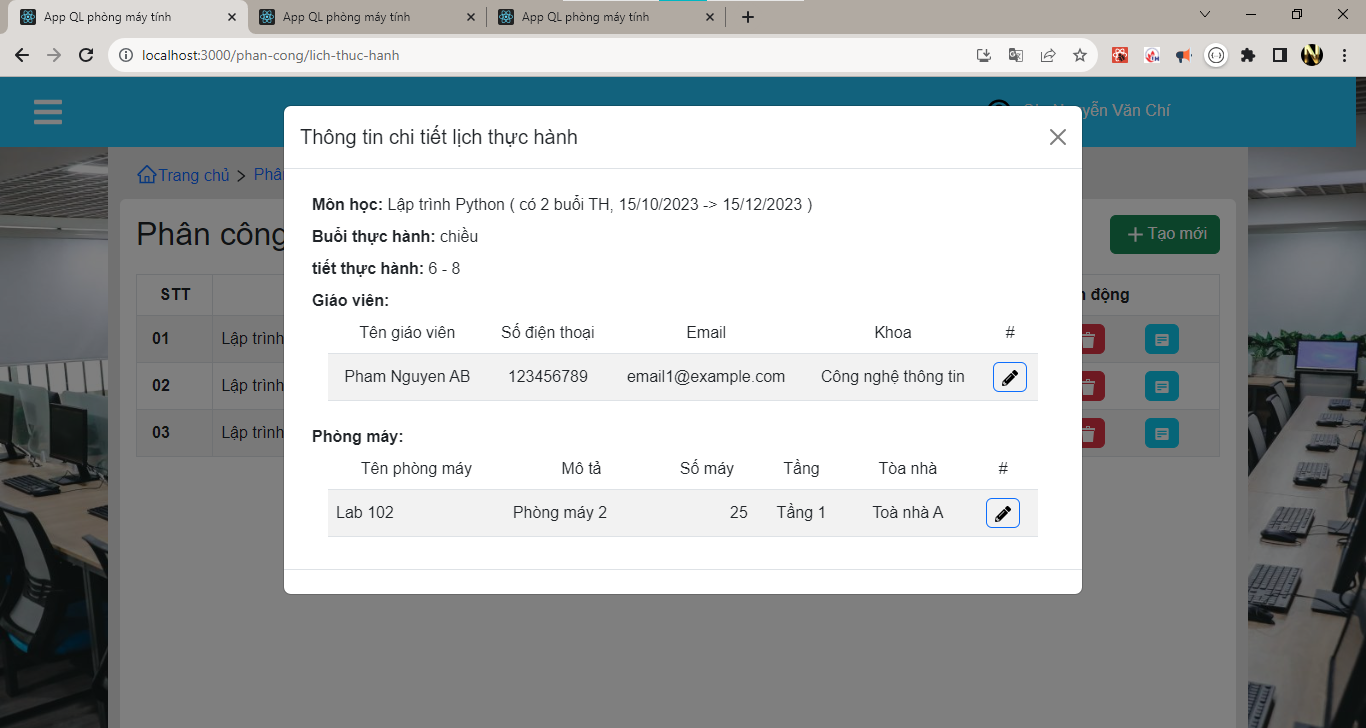 App QL phòng máy tính
App QL phòng máy tính
App QL phòng máy tính
localhost:3000/phan-cong/lich-thuc-hanh
Nguyễn Văn Chí
Thông tin chi tiết lịch thực hành
Trang chủ > Phân
Môn học: Lập trình Python ( có 2 buổi TH, 15/10/2023 -> 15/12/2023 )
Phân công
Tạo mới
Buổi thực hành: chiều
tiết thực hành: 6 - 8
STT
động
Giáo viên:
Tên giáo viên Số điện thoại Email Khoa #
01 Lập trình
Pham Nguyen AB 123456789 email1@example.com Công nghệ thông tin
02 Lập trình
03 Lập trình
Phòng máy:
Tên phòng máy Mô tả Số máy Tầng Tòa nhà #
Lab 102 Phòng máy 2 25 Tầng 1 Toà nhà A